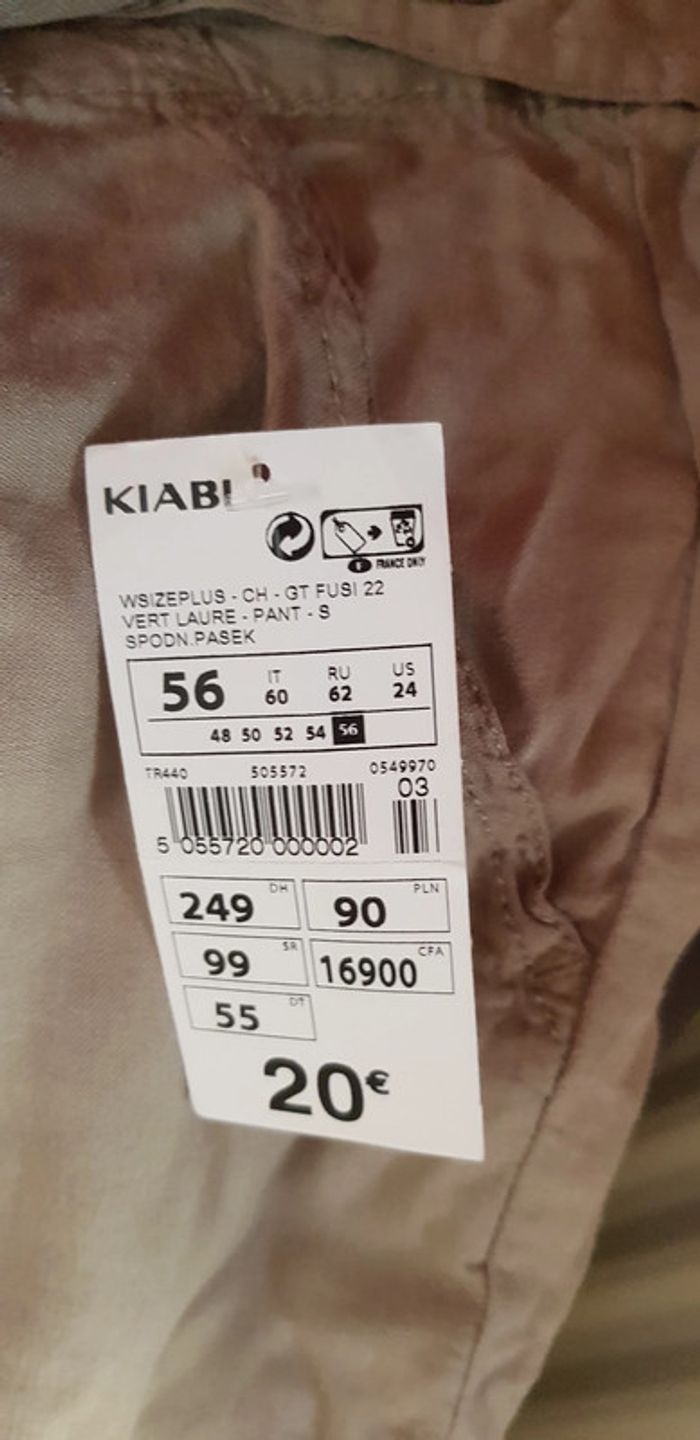 KIABI
FRANCE ONLY
WSIZEPLUS - CH - GT FUSI 22
VERT LAURE - PANT - S
SPODN.PASEK
56 IT 60 RU 62 US 24
48 50 52 54 56
TR440 505572 0549970
03
5 055720 000002
249 DH 90 PLN
99 SR 16900 CFA
55 DT
20€